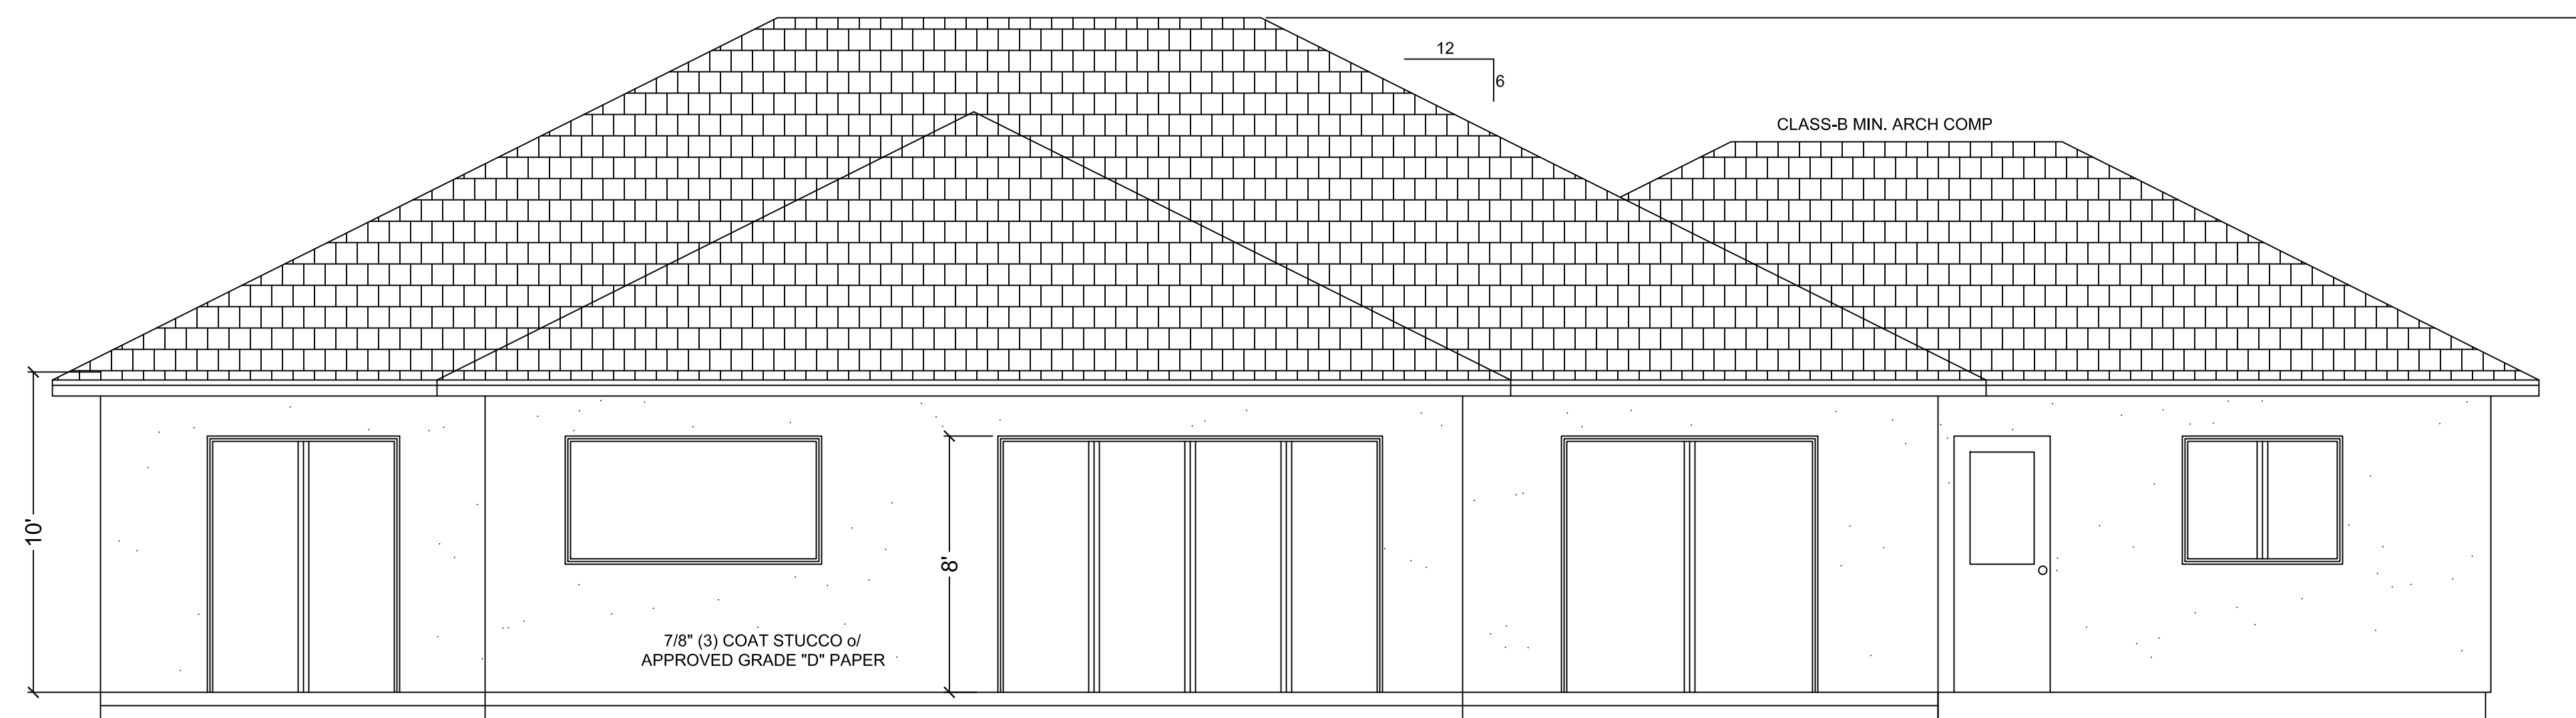 12
6
CLASS-B MIN. ARCH COMP
10'
8'
7/8" (3) COAT STUCCO o/
APPROVED GRADE "D" PAPER